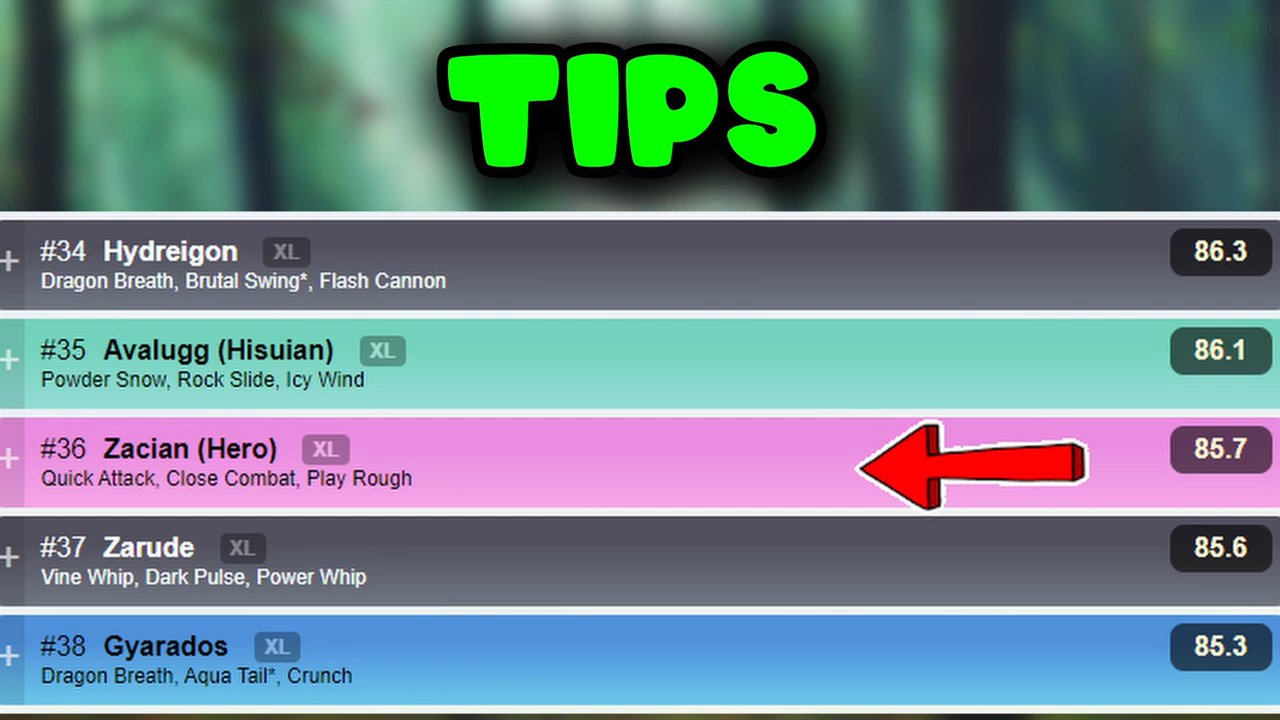 TIPS
#34 Hydreigon XL 86.3
Dragon Breath, Brutal Swing*, Flash Cannon
#35 Avalugg (Hisuian) XL 86.1
Powder Snow, Rock Slide, Icy Wind
#36 Zacian (Hero) XL 85.7
Quick Attack, Close Combat, Play Rough
#37 Zarude XL 85.6
Vine Whip, Dark Pulse, Power Whip
#38 Gyarados XL 85.3
Dragon Breath, Aqua Tail*, Crunch